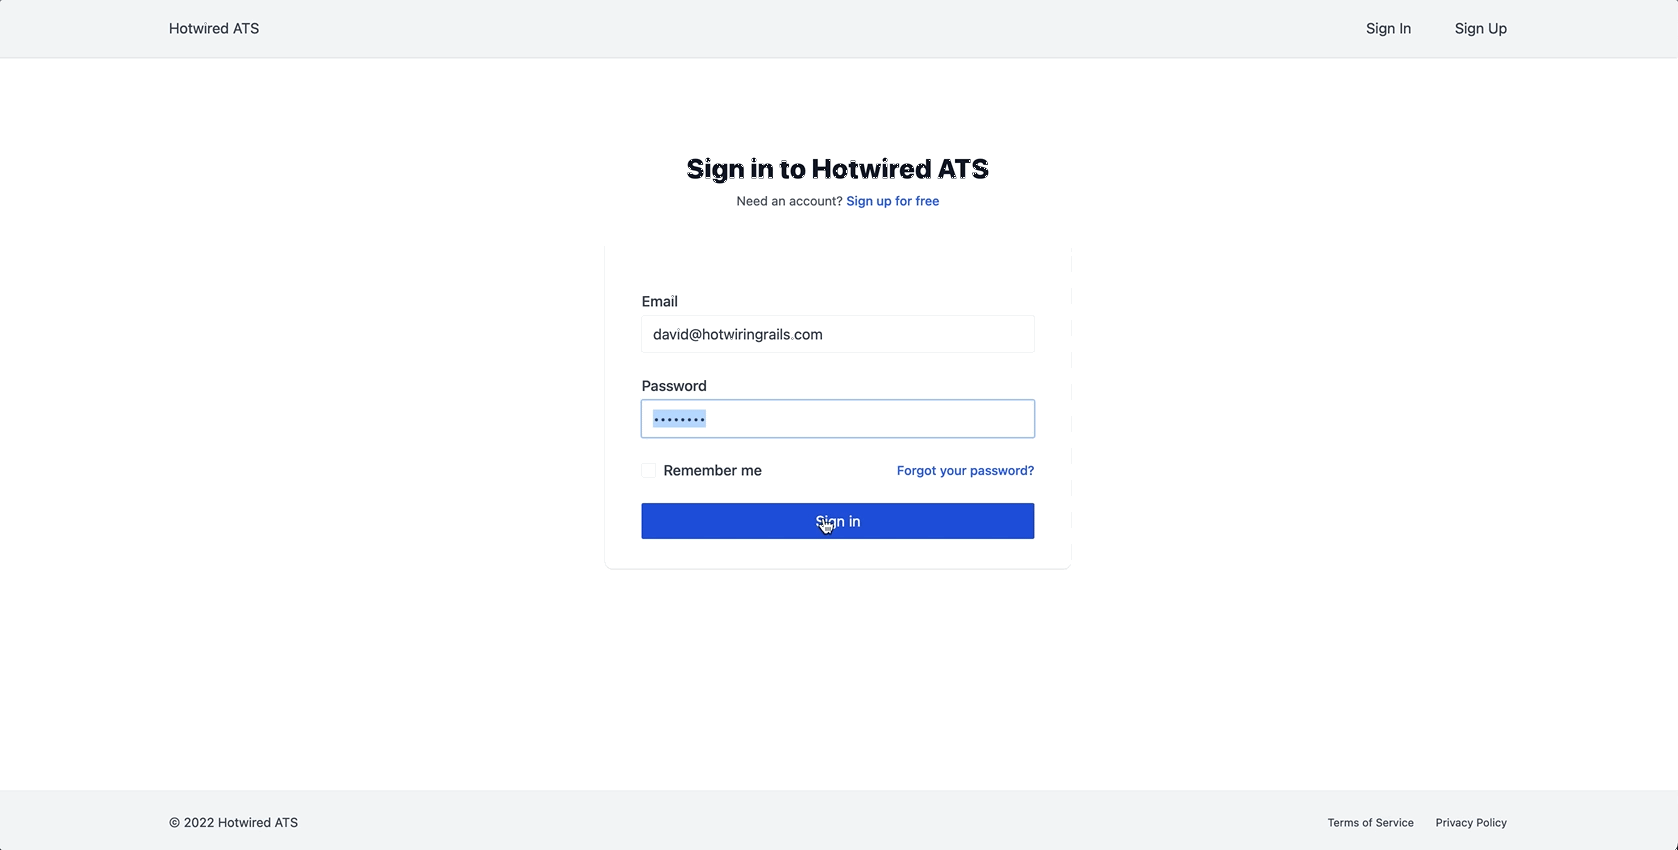 Hotwired ATS
Sign In
Sign Up
Sign in to Hotwired ATS
Need an account? Sign up for free
Email
david@hotwiringrails.com
Password
••••••••
Remember me
Forgot your password?
Sign in
© 2022 Hotwired ATS
Terms of Service
Privacy Policy